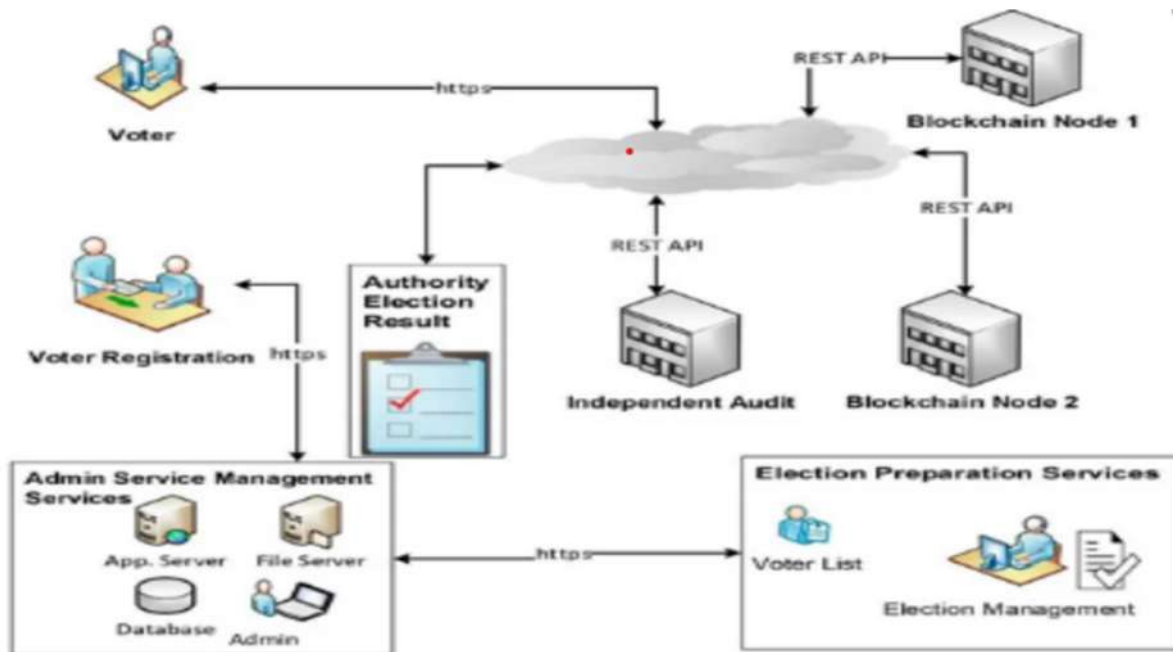 REST API
https
Voter
Blockchain Node 1
REST API
REST API
Authority
Election
Result
Voter Registration
https
Independent Audit
Blockchain Node 2
Admin Service Management
Services
App. Server
File Server
Database
Admin
https
Election Preparation Services
Voter List
Election Management